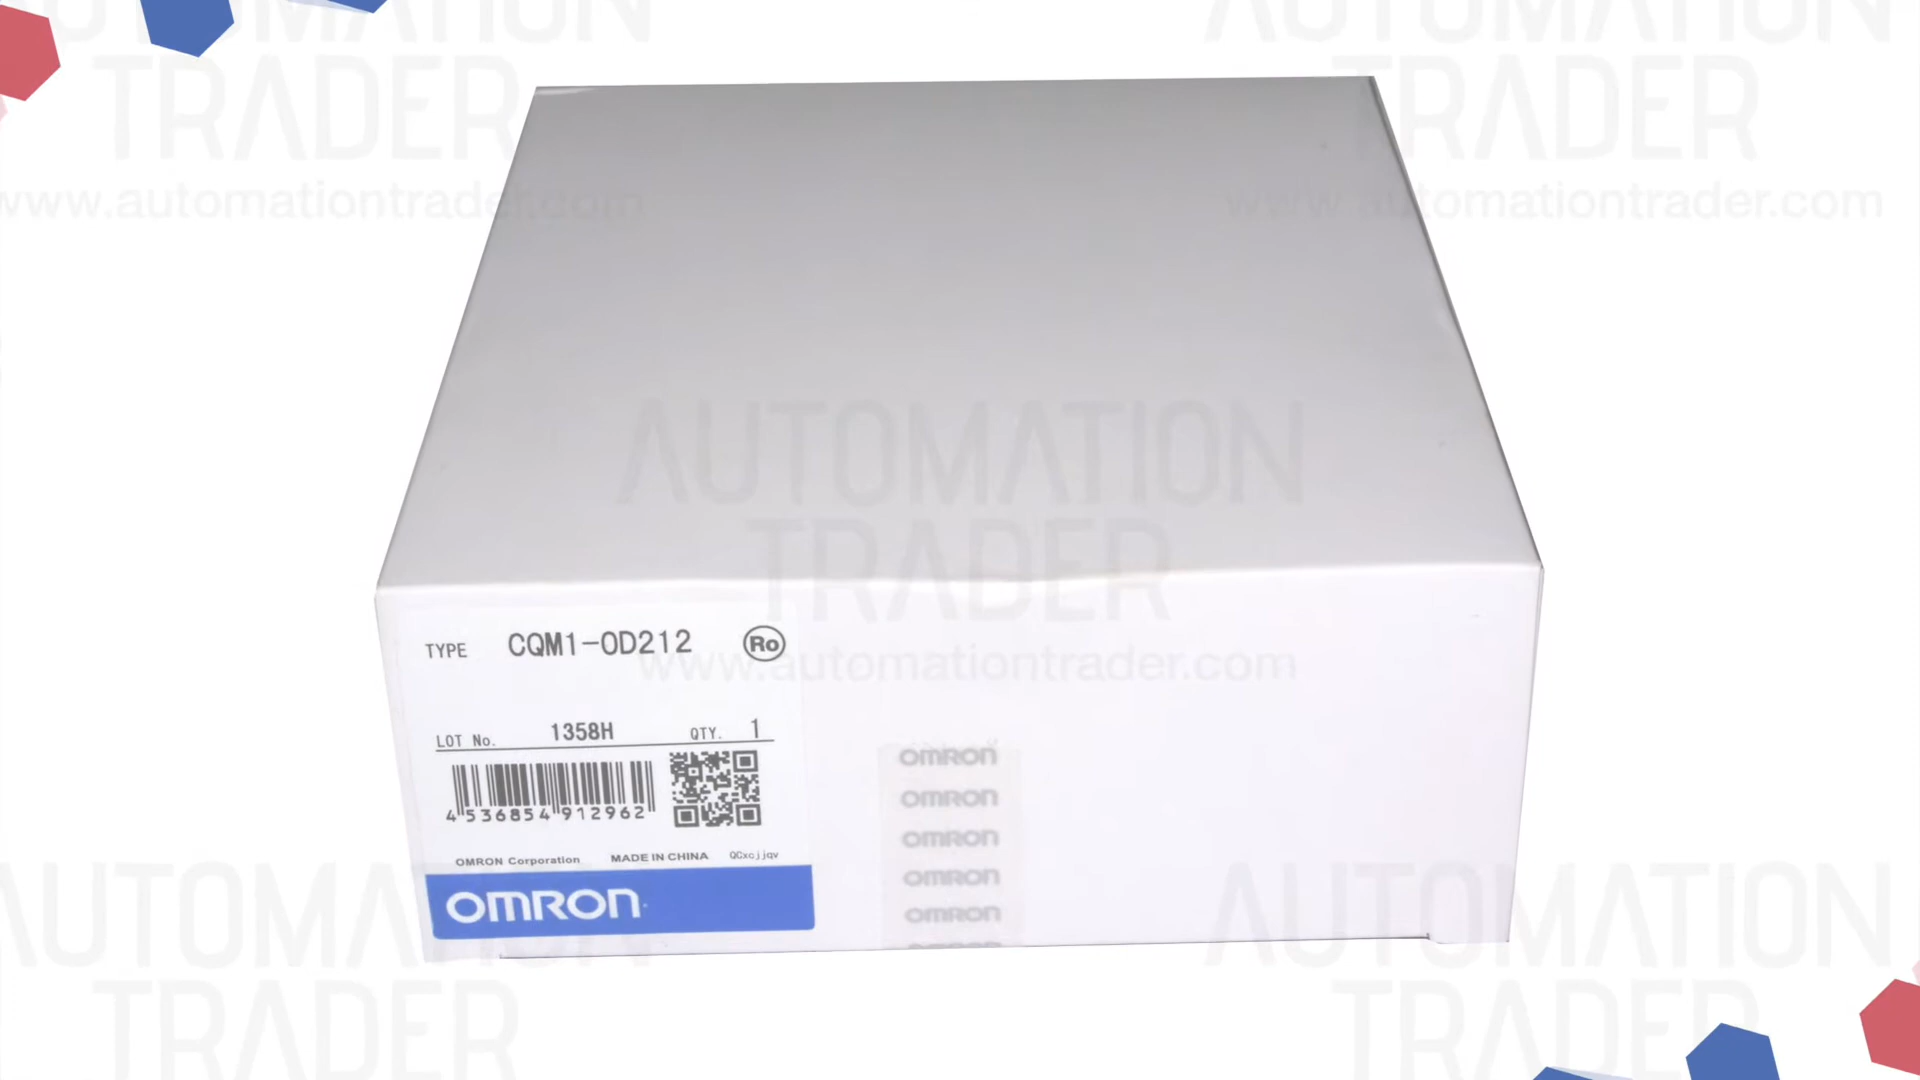 AUTOMATION
TRADER
www.automationtrader.com
AUTOMATION
TRADER
www.automationtrader.com
AUTOMATION
TRADER
www.automationtrader.com
TYPE CQM1-OD212 Ro
LOT No. 1358H QTY. 1
4 536854 912962
OMRON Corporation MADE IN CHINA QCxcjjqv
OMRON
OMRON
OMRON
OMRON
OMRON
OMRON
OMRON
AUTOMATION
TRADER
AUTOMATION
TRADER